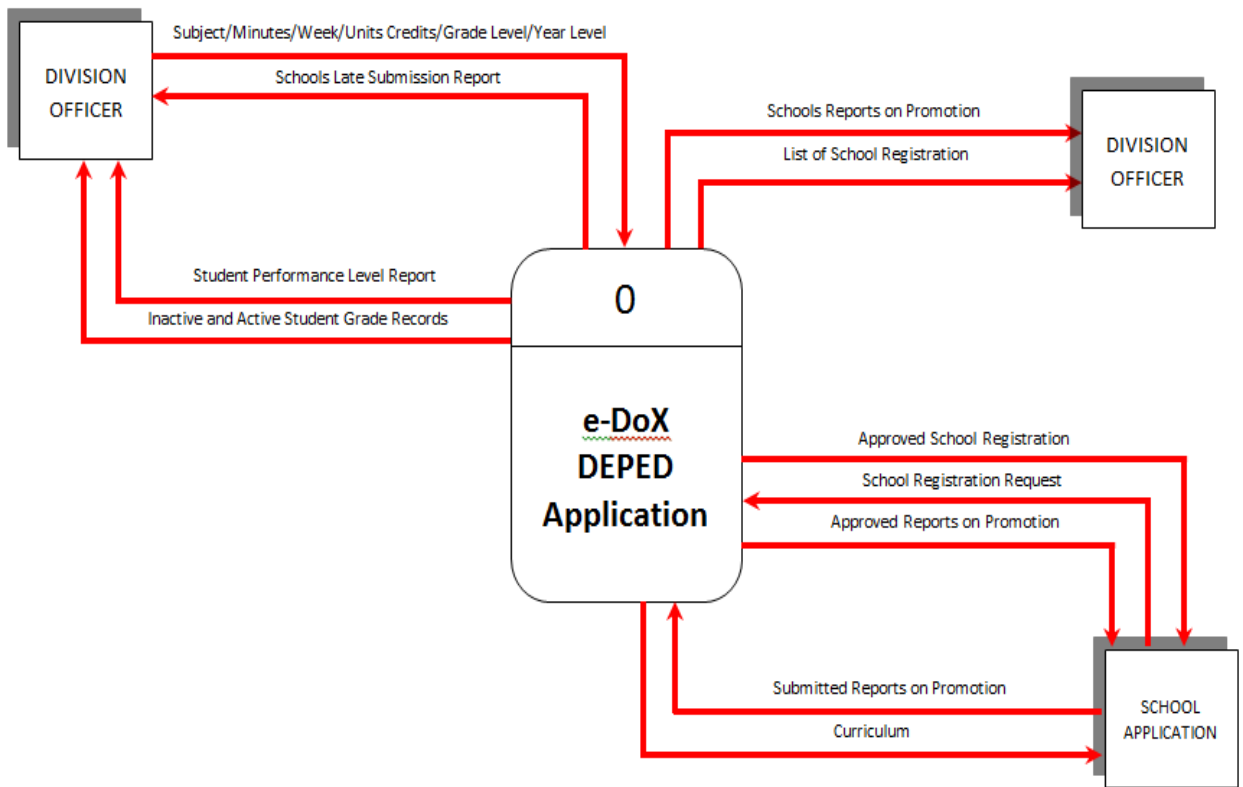 Subject/Minutes/Week/Units Credits/Grade Level/Year Level
DIVISION
OFFICER
Schools Late Submission Report
Schools Reports on Promotion
List of School Registration
DIVISION
OFFICER
Student Performance Level Report
Inactive and Active Student Grade Records
0
e-DoX
DEPED
Application
Approved School Registration
School Registration Request
Approved Reports on Promotion
Submitted Reports on Promotion
Curriculum
SCHOOL
APPLICATION